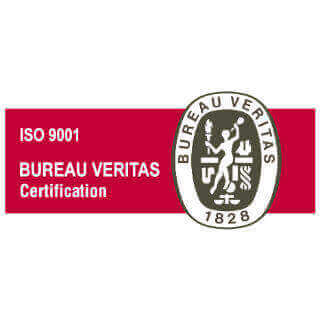 ISO 9001
BUREAU VERITAS
Certification
BUREAU VERITAS
1828